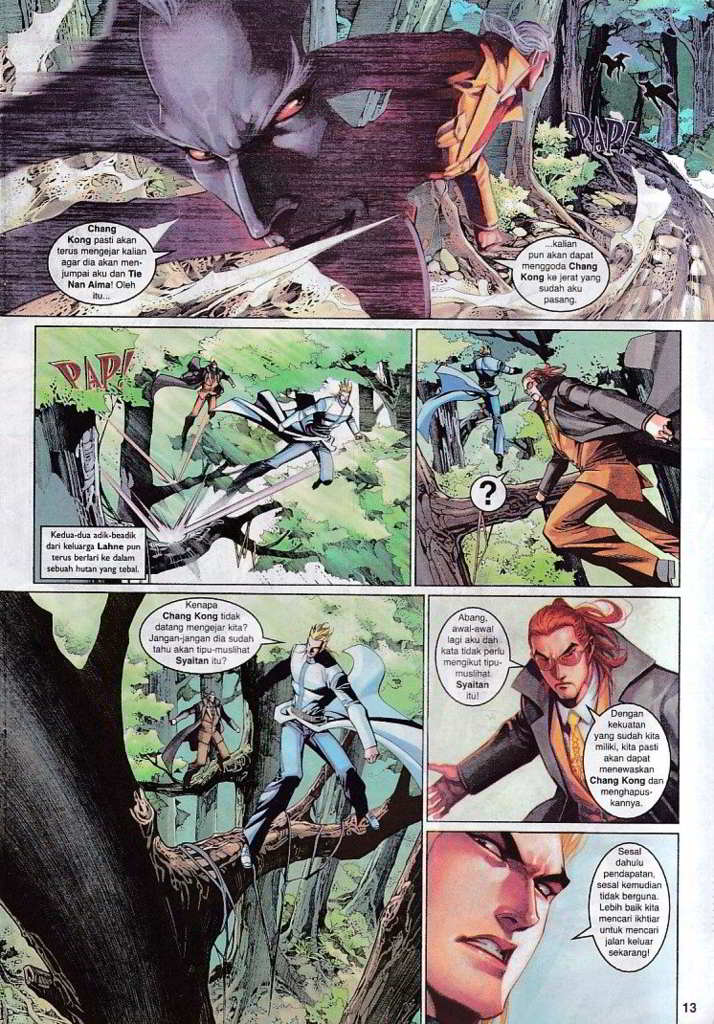 Chang
Kong pasti akan
terus mengejar kalian
agar dia akan men-
jumpai aku dan Tie
Nan Aima! Oleh
itu...
PAP!
...kalian
pun akan dapat
menggoda Chang
Kong ke jerat yang
sudah aku
pasang.
PAP!
Kedua-dua adik-beadik
dari keluarga Lahne pun
terus berlari ke dalam
sebuah hutan yang tebal.
?
Kenapa
Chang Kong tidak
datang mengejar kita?
Jangan-jangan dia sudah
tahu akan tipu-muslihat
Syaitan itu?
Abang,
awal-awal
lagi aku dah
kata tidak perlu
mengikut tipu-
muslihat
Syaitan
itu!
Dengan
kekuatan
yang sudah kita
miliki, kita pasti
akan dapat
menewaskan
Chang Kong dan
menghapus-
kannya.
Sesal
dahulu
pendapatan,
sesal kemudian
tidak berguna.
Lebih baik kita
mencari ikhtiar
untuk mencari
jalan keluar
sekarang!
13